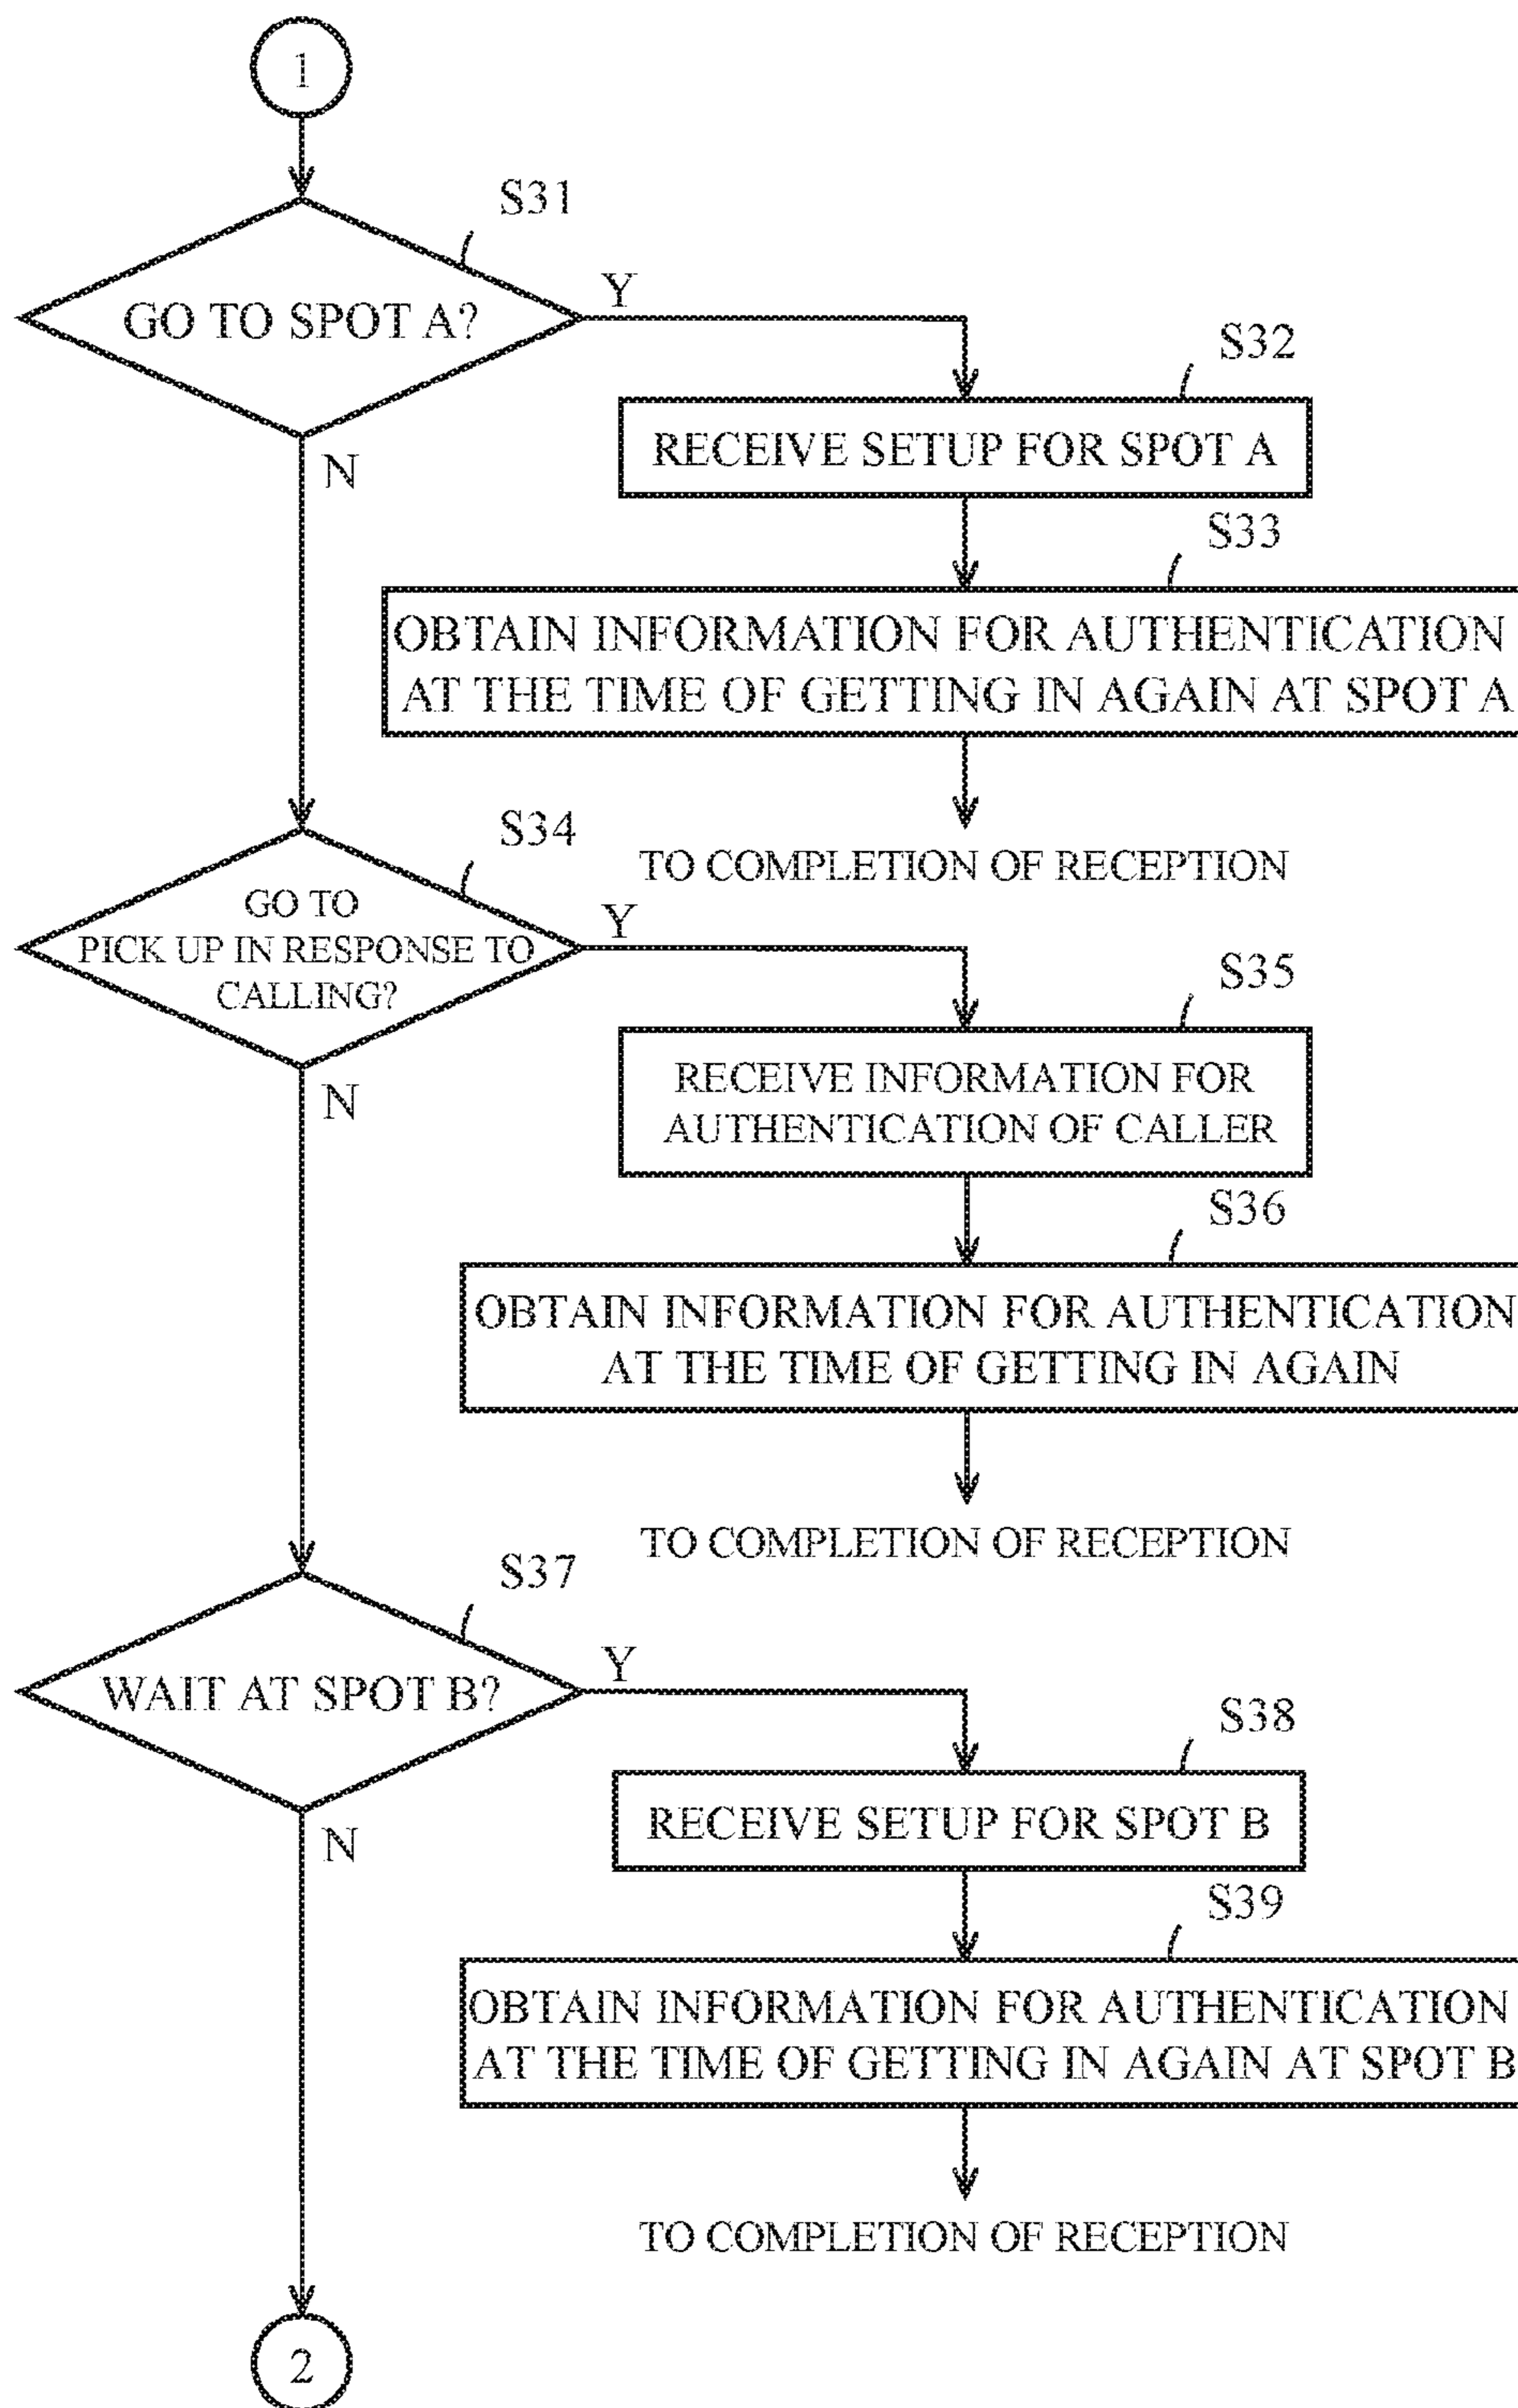 1
S31
GO TO SPOT A?
Y
N
S32
RECEIVE SETUP FOR SPOT A
S33
OBTAIN INFORMATION FOR AUTHENTICATION
AT THE TIME OF GETTING IN AGAIN AT SPOT A
TO COMPLETION OF RECEPTION
S34
GO TO
PICK UP IN RESPONSE TO
CALLING?
Y
N
S35
RECEIVE INFORMATION FOR
AUTHENTICATION OF CALLER
S36
OBTAIN INFORMATION FOR AUTHENTICATION
AT THE TIME OF GETTING IN AGAIN
TO COMPLETION OF RECEPTION
S37
WAIT AT SPOT B?
Y
N
S38
RECEIVE SETUP FOR SPOT B
S39
OBTAIN INFORMATION FOR AUTHENTICATION
AT THE TIME OF GETTING IN AGAIN AT SPOT B
TO COMPLETION OF RECEPTION
2